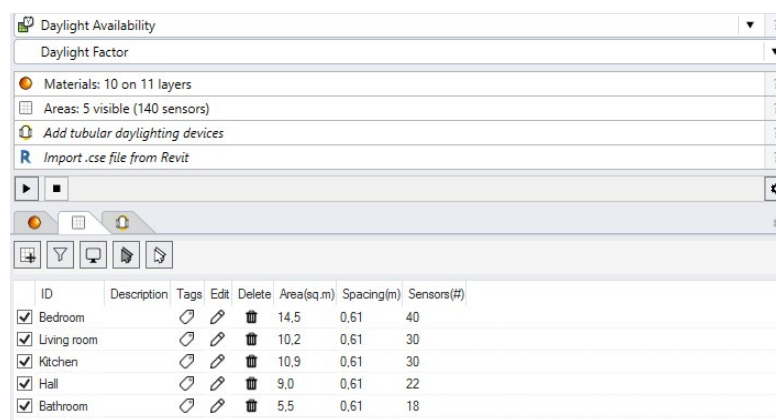 Daylight Availability
Daylight Factor
Materials: 10 on 11 layers
Areas: 5 visible (140 sensors)
Add tubular daylighting devices
R Import .cse file from Revit
ID Description Tags Edit Delete Area(sq.m) Spacing(m) Sensors(#)
Bedroom 14,5 0,61 40
Living room 10,2 0,61 30
Kitchen 10,9 0,61 30
Hall 9,0 0,61 22
Bathroom 5,5 0,61 18